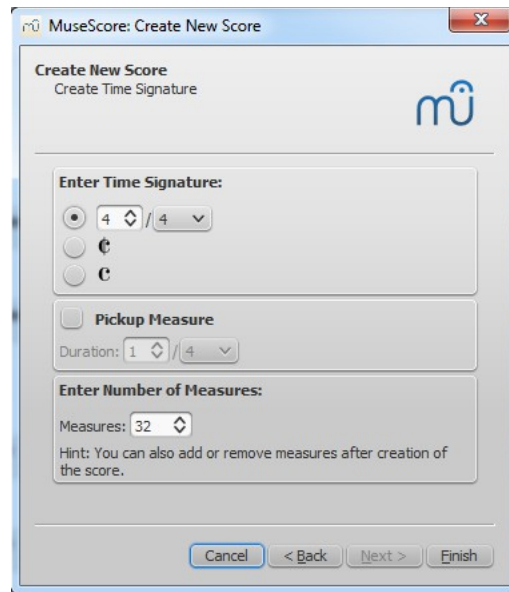 MuseScore: Create New Score
Create New Score
Create Time Signature
Enter Time Signature:
4 / 4
¢
c
Pickup Measure
Duration: 1 / 4
Enter Number of Measures:
Measures: 32
Hint: You can also add or remove measures after creation of
the score.
Cancel < Back Next > Finish